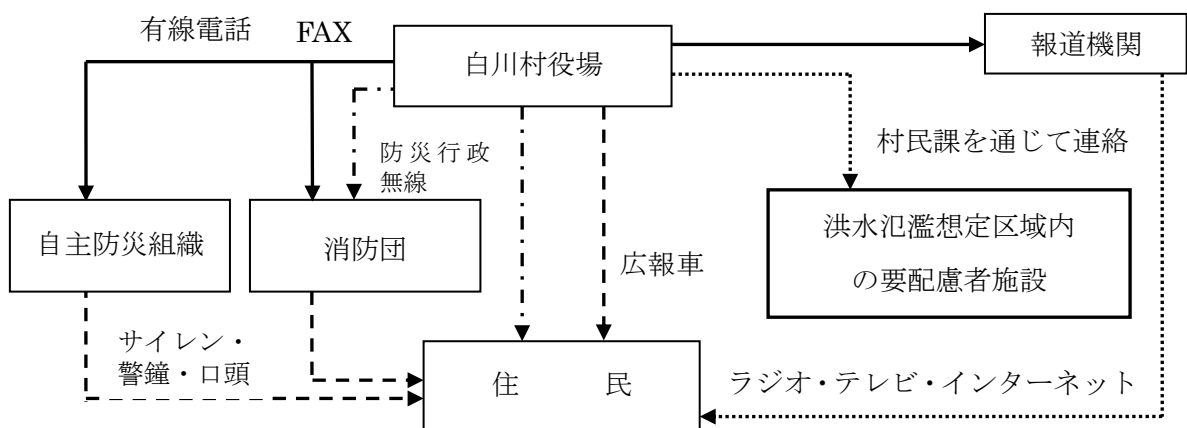 有線電話 FAX
白川村役場
報道機関
防災行政
無線
村民課を通じて連絡
自主防災組織
消防団
広報車
洪水氾濫想定区域内
の要配慮者施設
サイレン・
警鐘・口頭
住 民
ラジオ・テレビ・インターネット